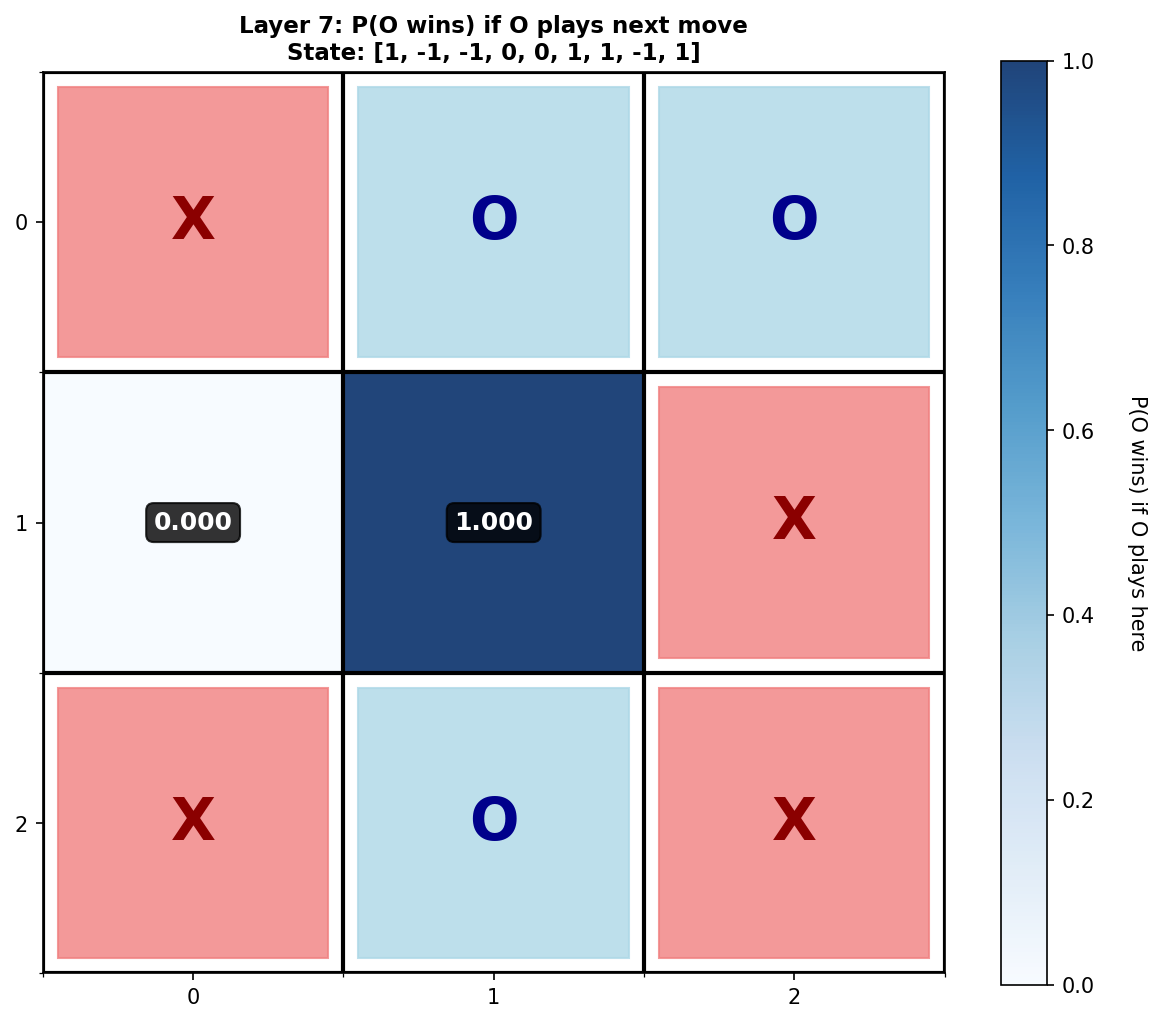 Layer 7: P(O wins) if O plays next move
State: [1, -1, -1, 0, 0, 1, 1, -1, 1]
0
X
O
O
1
0.000
1.000
X
2
X
O
X
0
1
2
1.0
0.8
0.6
0.4
0.2
0.0
P(O wins) if O plays here